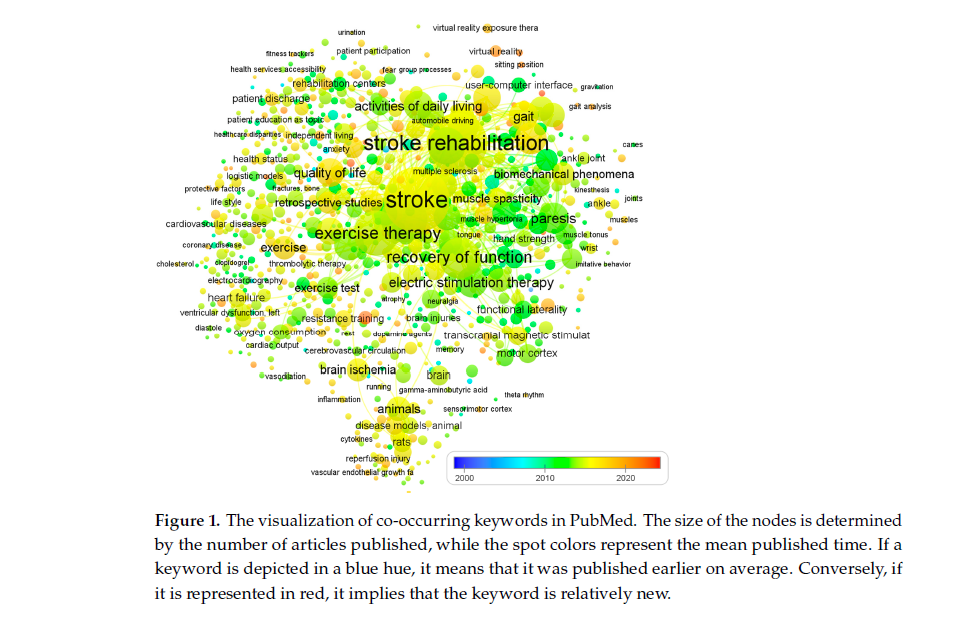 urination
virtual reality exposure thera
fitness trackers
patient participation
virtual reality
health services accessibility
fear group processes
sitting position
rehabilitation centers
user-computer interface
gravitation
patient discharge
activities of daily living
gait analysis
patient education as topic
automobile driving
gait
healthcare disparities
independent living
stroke rehabilitation
canes
anxiety
health status
ankle joint
logistic models
quality of life
multiple sclerosis
biomechanical phenomena
protective factors
fractures, bone
kinesthesis
life style
retrospective studies
stroke
muscle spasticity
ankle
joints
cardiovascular diseases
muscle hypertonia
paresis
muscles
coronary disease
exercise
exercise therapy
tongue
hand strength
muscle tonus
wrist
cholesterol
clopidogrel
thrombolytic therapy
recovery of function
imitative behavior
electrocardiography
exercise test
electric stimulation therapy
heart failure
atrophy
neuralgia
functional laterality
ventricular dysfunction, left
resistance training
brain injuries
diastole
oxygen consumption
rest
dopamine agents
transcranial magnetic stimulat
cardiac output
cerebrovascular circulation
memory
motor cortex
vasodilation
brain ischemia
brain
running
gamma-aminobutyric acid
inflammation
theta rhythm
animals
sensorimotor cortex
disease models, animal
cytokines
rats
reperfusion injury
vascular endothelial growth fa
2000
2010
2020
Figure 1. The visualization of co-occurring keywords in PubMed. The size of the nodes is determined
by the number of articles published, while the spot colors represent the mean published time. If a
keyword is depicted in a blue hue, it means that it was published earlier on average. Conversely, if
it is represented in red, it implies that the keyword is relatively new.